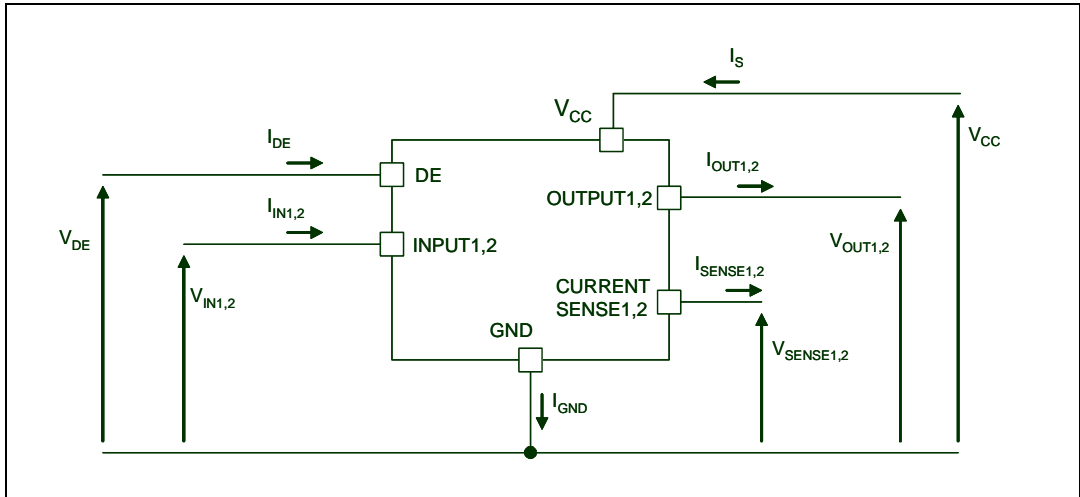 I_S
V_CC
V_CC
I_DE
DE
I_OUT1,2
OUTPUT1,2
I_IN1,2
V_DE
INPUT1,2
V_OUT1,2
I_SENSE1,2
V_IN1,2
CURRENT
SENSE1,2
GND
V_SENSE1,2
I_GND